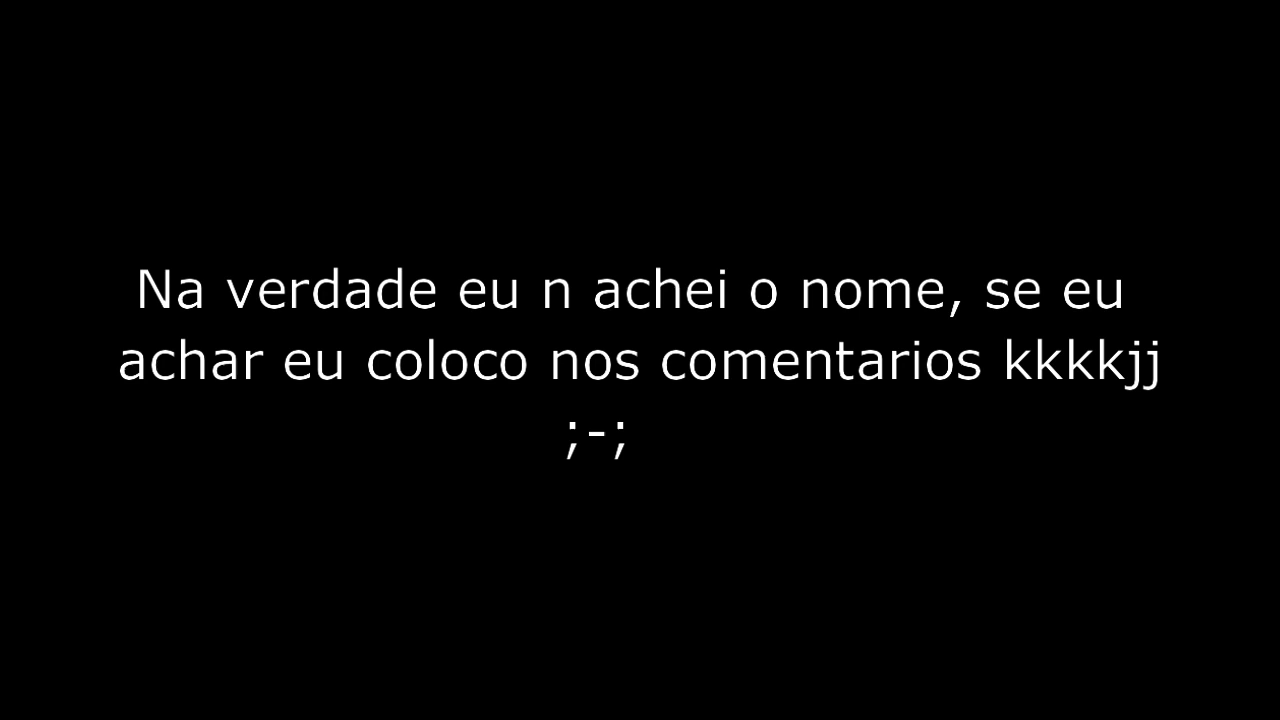 Na verdade eu n achei o nome, se eu
achar eu coloco nos comentarios kkkkjj
;-;